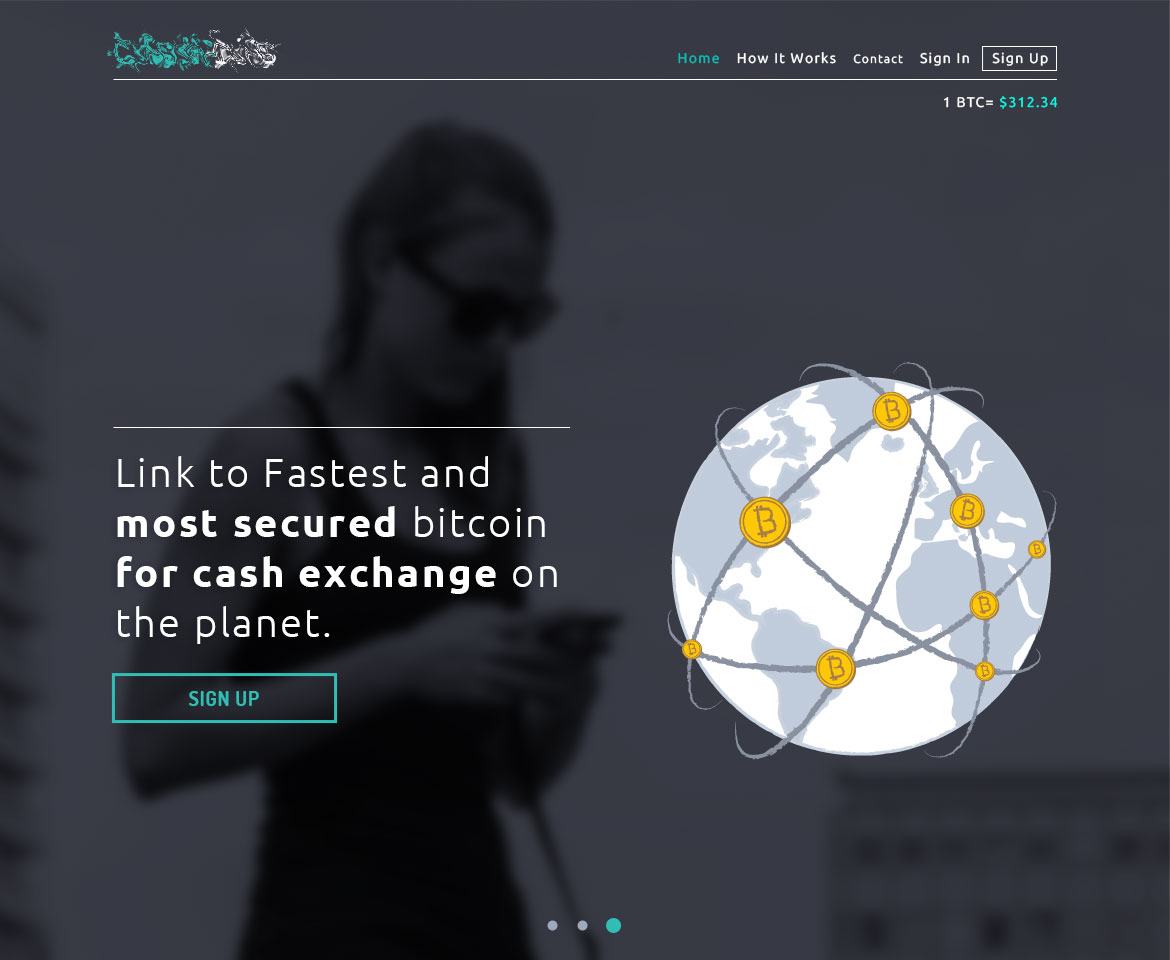 Home How It Works Contact Sign In Sign Up
1 BTC= $312.34
Link to Fastest and
most secured bitcoin
for cash exchange on
the planet.
SIGN UP